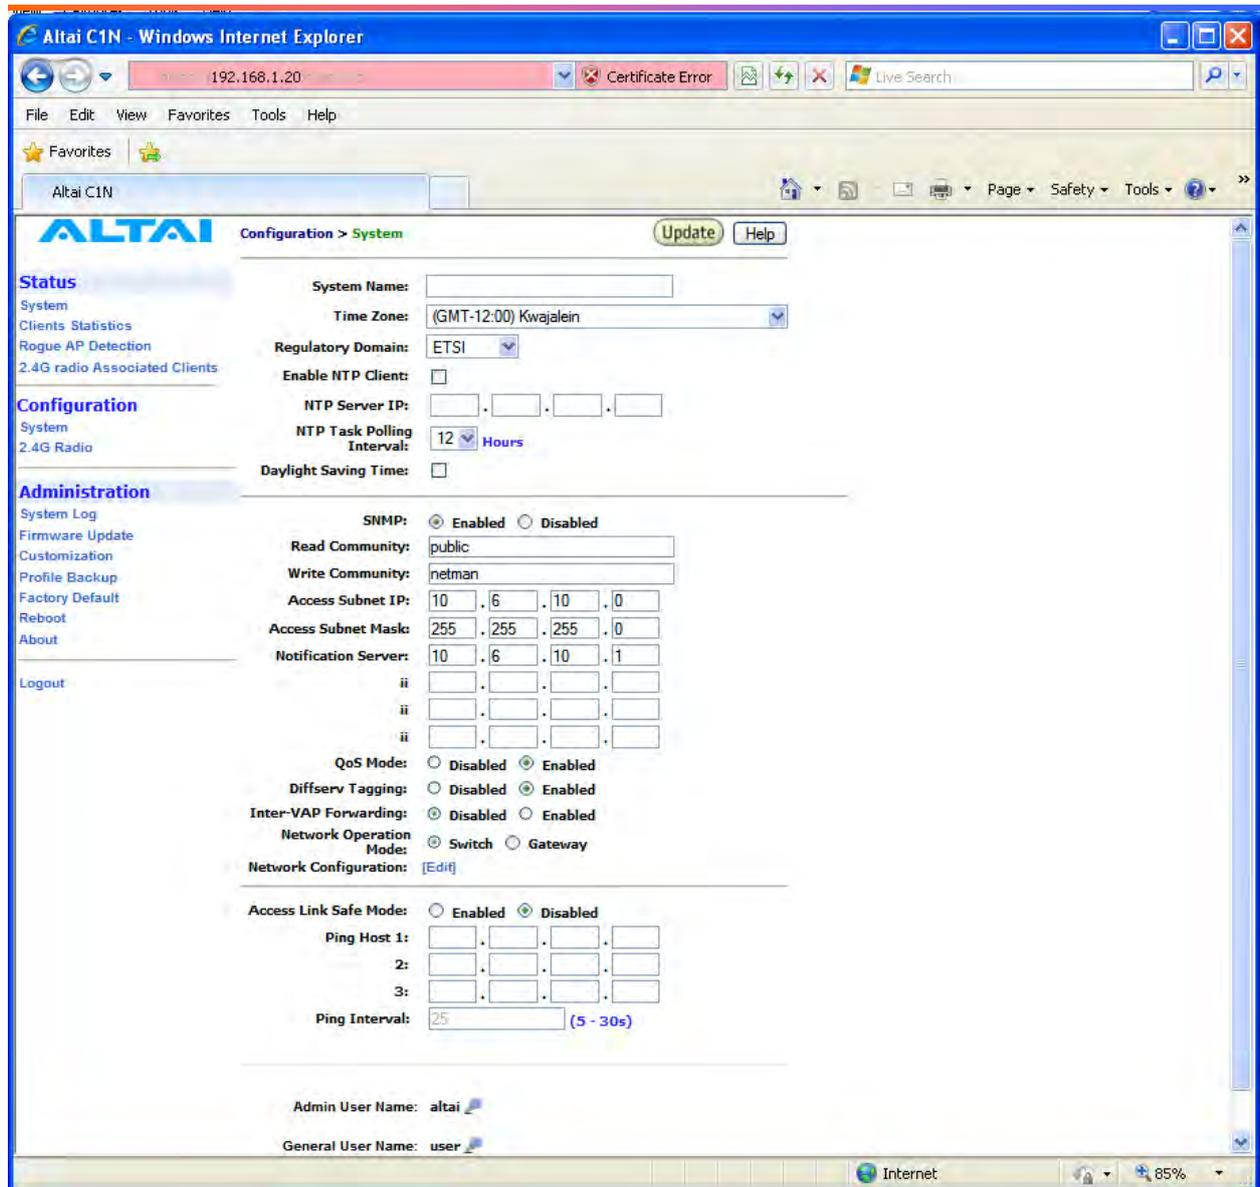 Altai C1N - Windows Internet Explorer
192.168.1.20
Certificate Error
Live Search
File Edit View Favorites Tools Help
Favorites
Altai C1N
Page Safety Tools
ALTAI
Configuration > System
Update Help
Status
System
Clients Statistics
Rogue AP Detection
2.4G radio Associated Clients
Configuration
System
2.4G Radio
Administration
System Log
Firmware Update
Customization
Profile Backup
Factory Default
Reboot
About
Logout
System Name:
Time Zone: (GMT-12:00) Kwajalein
Regulatory Domain: ETSI
Enable NTP Client:
NTP Server IP: . . .
NTP Task Polling
Interval: 12 Hours
Daylight Saving Time:
SNMP: Enabled Disabled
Read Community: public
Write Community: netman
Access Subnet IP: 10 . 6 . 10 . 0
Access Subnet Mask: 255 . 255 . 255 . 0
Notification Server: 10 . 6 . 10 . 1
ii . . .
ii . . .
ii . . .
QoS Mode: Disabled Enabled
Diffserv Tagging: Disabled Enabled
Inter-VAP Forwarding: Disabled Enabled
Network Operation
Mode: Switch Gateway
Network Configuration: [Edit]
Access Link Safe Mode: Enabled Disabled
Ping Host 1: . . .
2: . . .
3: . . .
Ping Interval: 25 (5 - 30s)
Admin User Name: altai
General User Name: user
Internet
85%